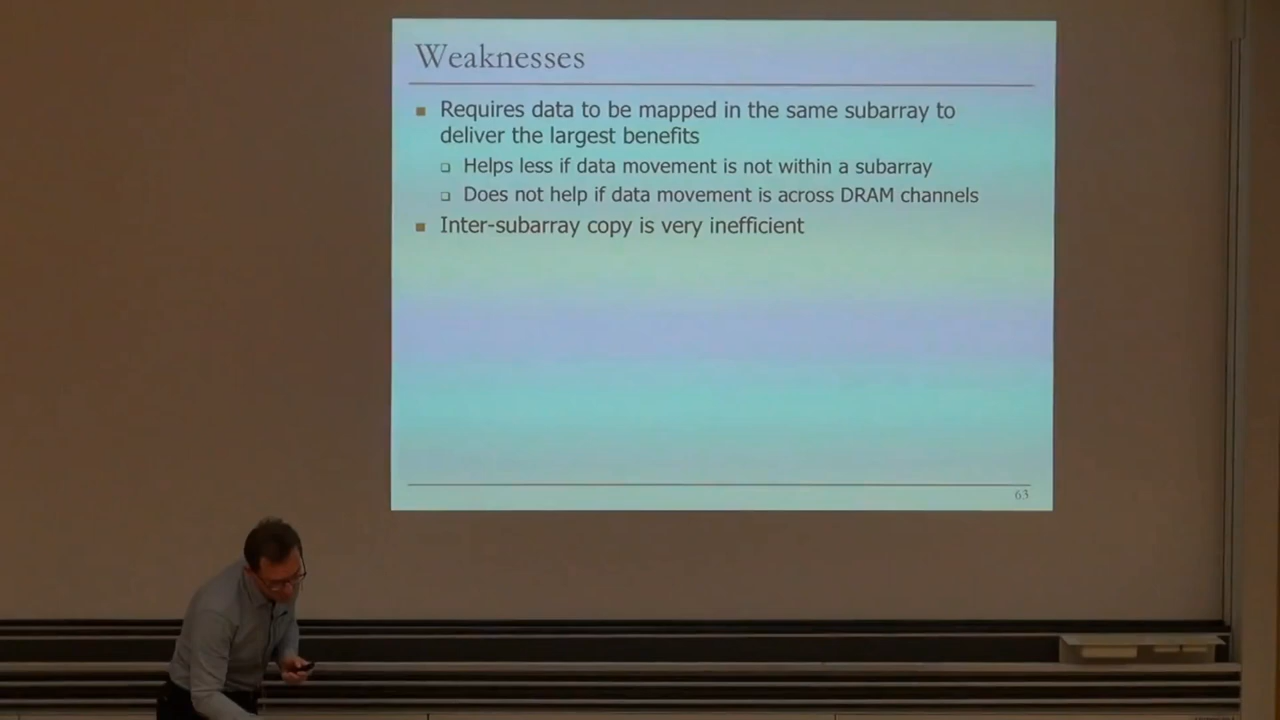 Weaknesses
Requires data to be mapped in the same subarray to
deliver the largest benefits
Helps less if data movement is not within a subarray
Does not help if data movement is across DRAM channels
Inter-subarray copy is very inefficient
63